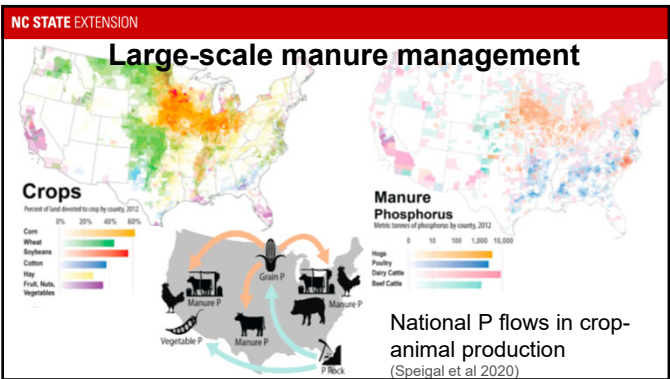 NC STATE EXTENSION
Large-scale manure management
Crops
Percent of land devoted to crop by county, 2012
0% 20% 40% 60%
Corn
Wheat
Soybeans
Cotton
Hay
Fruit, Nuts,
Vegetables
Manure
Phosphorus
Metric tonnes of phosphorus by county, 2012
0 10 100 1,000 10,000
Hogs
Poultry
Dairy Cattle
Beef Cattle
Grain P
Manure P
Manure P
Vegetable P
Manure P
P Rock
National P flows in crop-
animal production
(Speigal et al 2020)